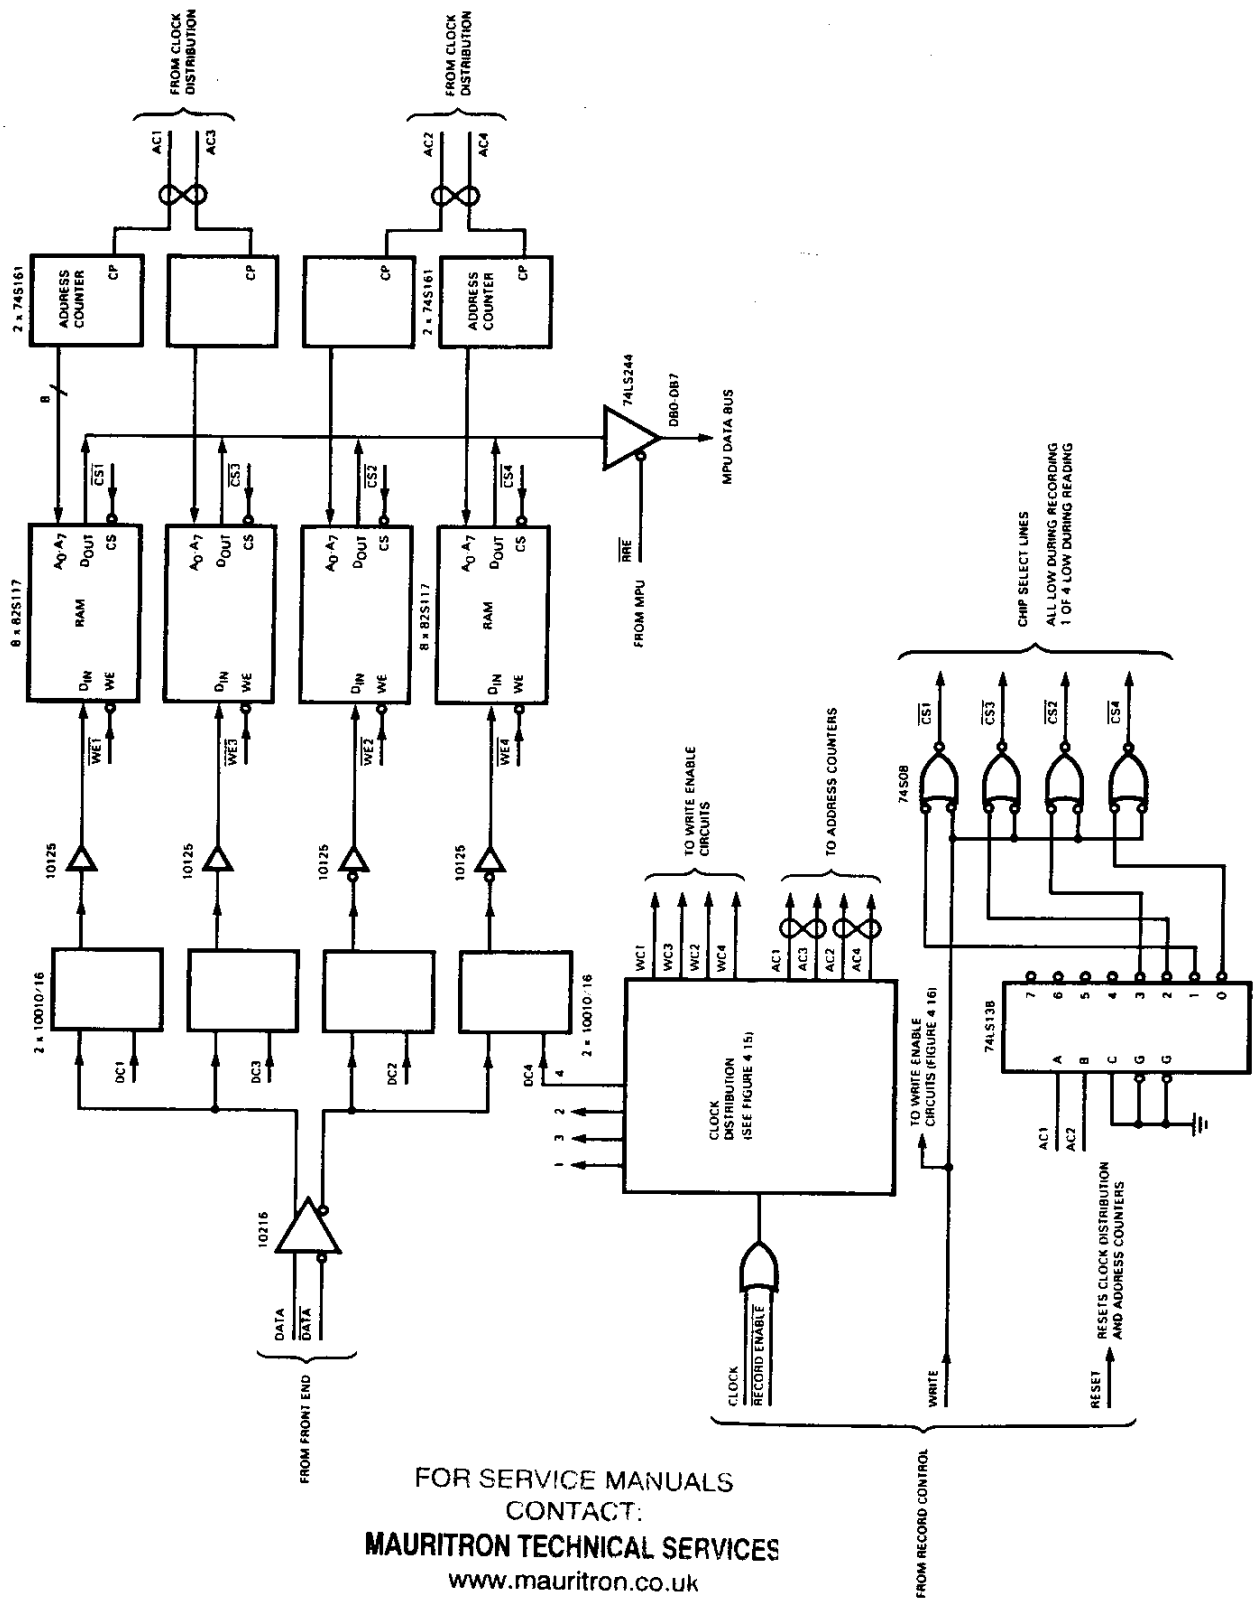 FROM FRONT END
DATA
DATA
10216
2 x 10010/16
DC1
DC3
DC2
DC4
2 x 10010/16
10125
10125
10125
10125
8 x 82S117
RAM
DIN
WE
A0-A7
DOUT
CS
WE1
CS1
DIN
WE
A0-A7
DOUT
CS
WE3
CS3
DIN
WE
A0-A7
DOUT
CS
WE2
CS2
8 x 82S117
RAM
DIN
WE
A0-A7
DOUT
CS
WE4
CS4
8
2 x 74S161
ADDRESS
COUNTER
CP
CP
CP
2 x 74S161
ADDRESS
COUNTER
CP
AC1
AC3
FROM CLOCK
DISTRIBUTION
AC2
AC4
FROM CLOCK
DISTRIBUTION
FROM MPU
RRE
74LS244
DB0-DB7
MPU DATA BUS
1
3
2
4
CLOCK
DISTRIBUTION
(SEE FIGURE 4 15)
WC1
WC3
WC2
WC4
TO WRITE ENABLE
CIRCUITS
AC1
AC3
AC2
AC4
TO ADDRESS COUNTERS
FROM RECORD CONTROL
CLOCK
RECORD ENABLE
WRITE
TO WRITE ENABLE
CIRCUITS (FIGURE 4 16)
RESET
RESETS CLOCK DISTRIBUTION
AND ADDRESS COUNTERS
AC1
AC2
74LS138
A
B
C
G
G
7
6
5
4
3
2
1
0
74S08
CS1
CS3
CS2
CS4
CHIP SELECT LINES
ALL LOW DURING RECORDING
1 OF 4 LOW DURING READING
FOR SERVICE MANUALS
CONTACT:
MAURITRON TECHNICAL SERVICES
www.mauritron.co.uk